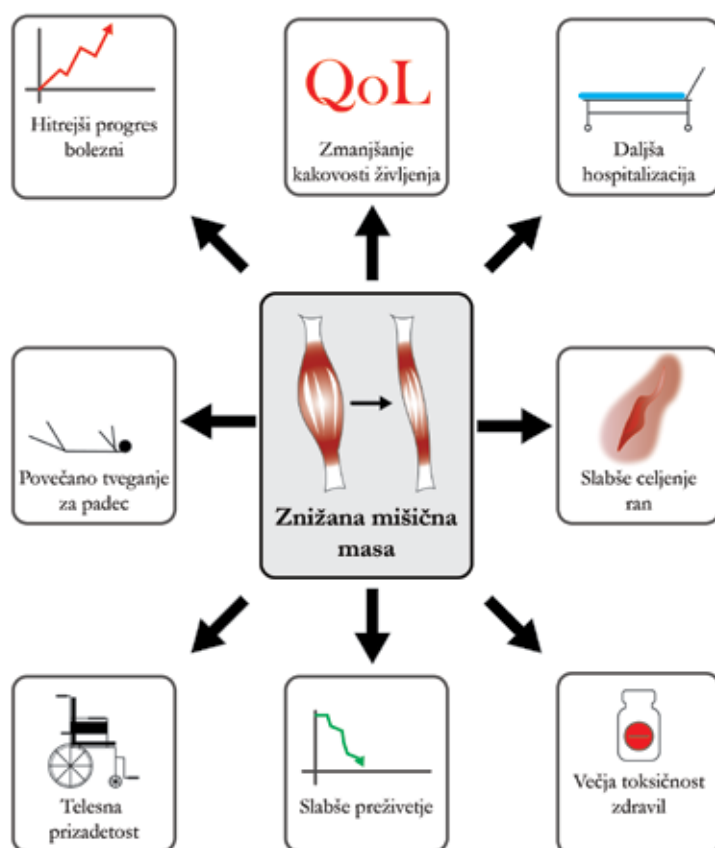 Hitrejši progres
bolezni
QoL
Zmanjšanje
kakovosti življenja
Daljša
hospitalizacija
Povečano tveganje
za padec
Znižana mišična
masa
Slabše celjenje
ran
Telesna
prizadetost
Slabše preživetje
Večja toksičnost
zdravil